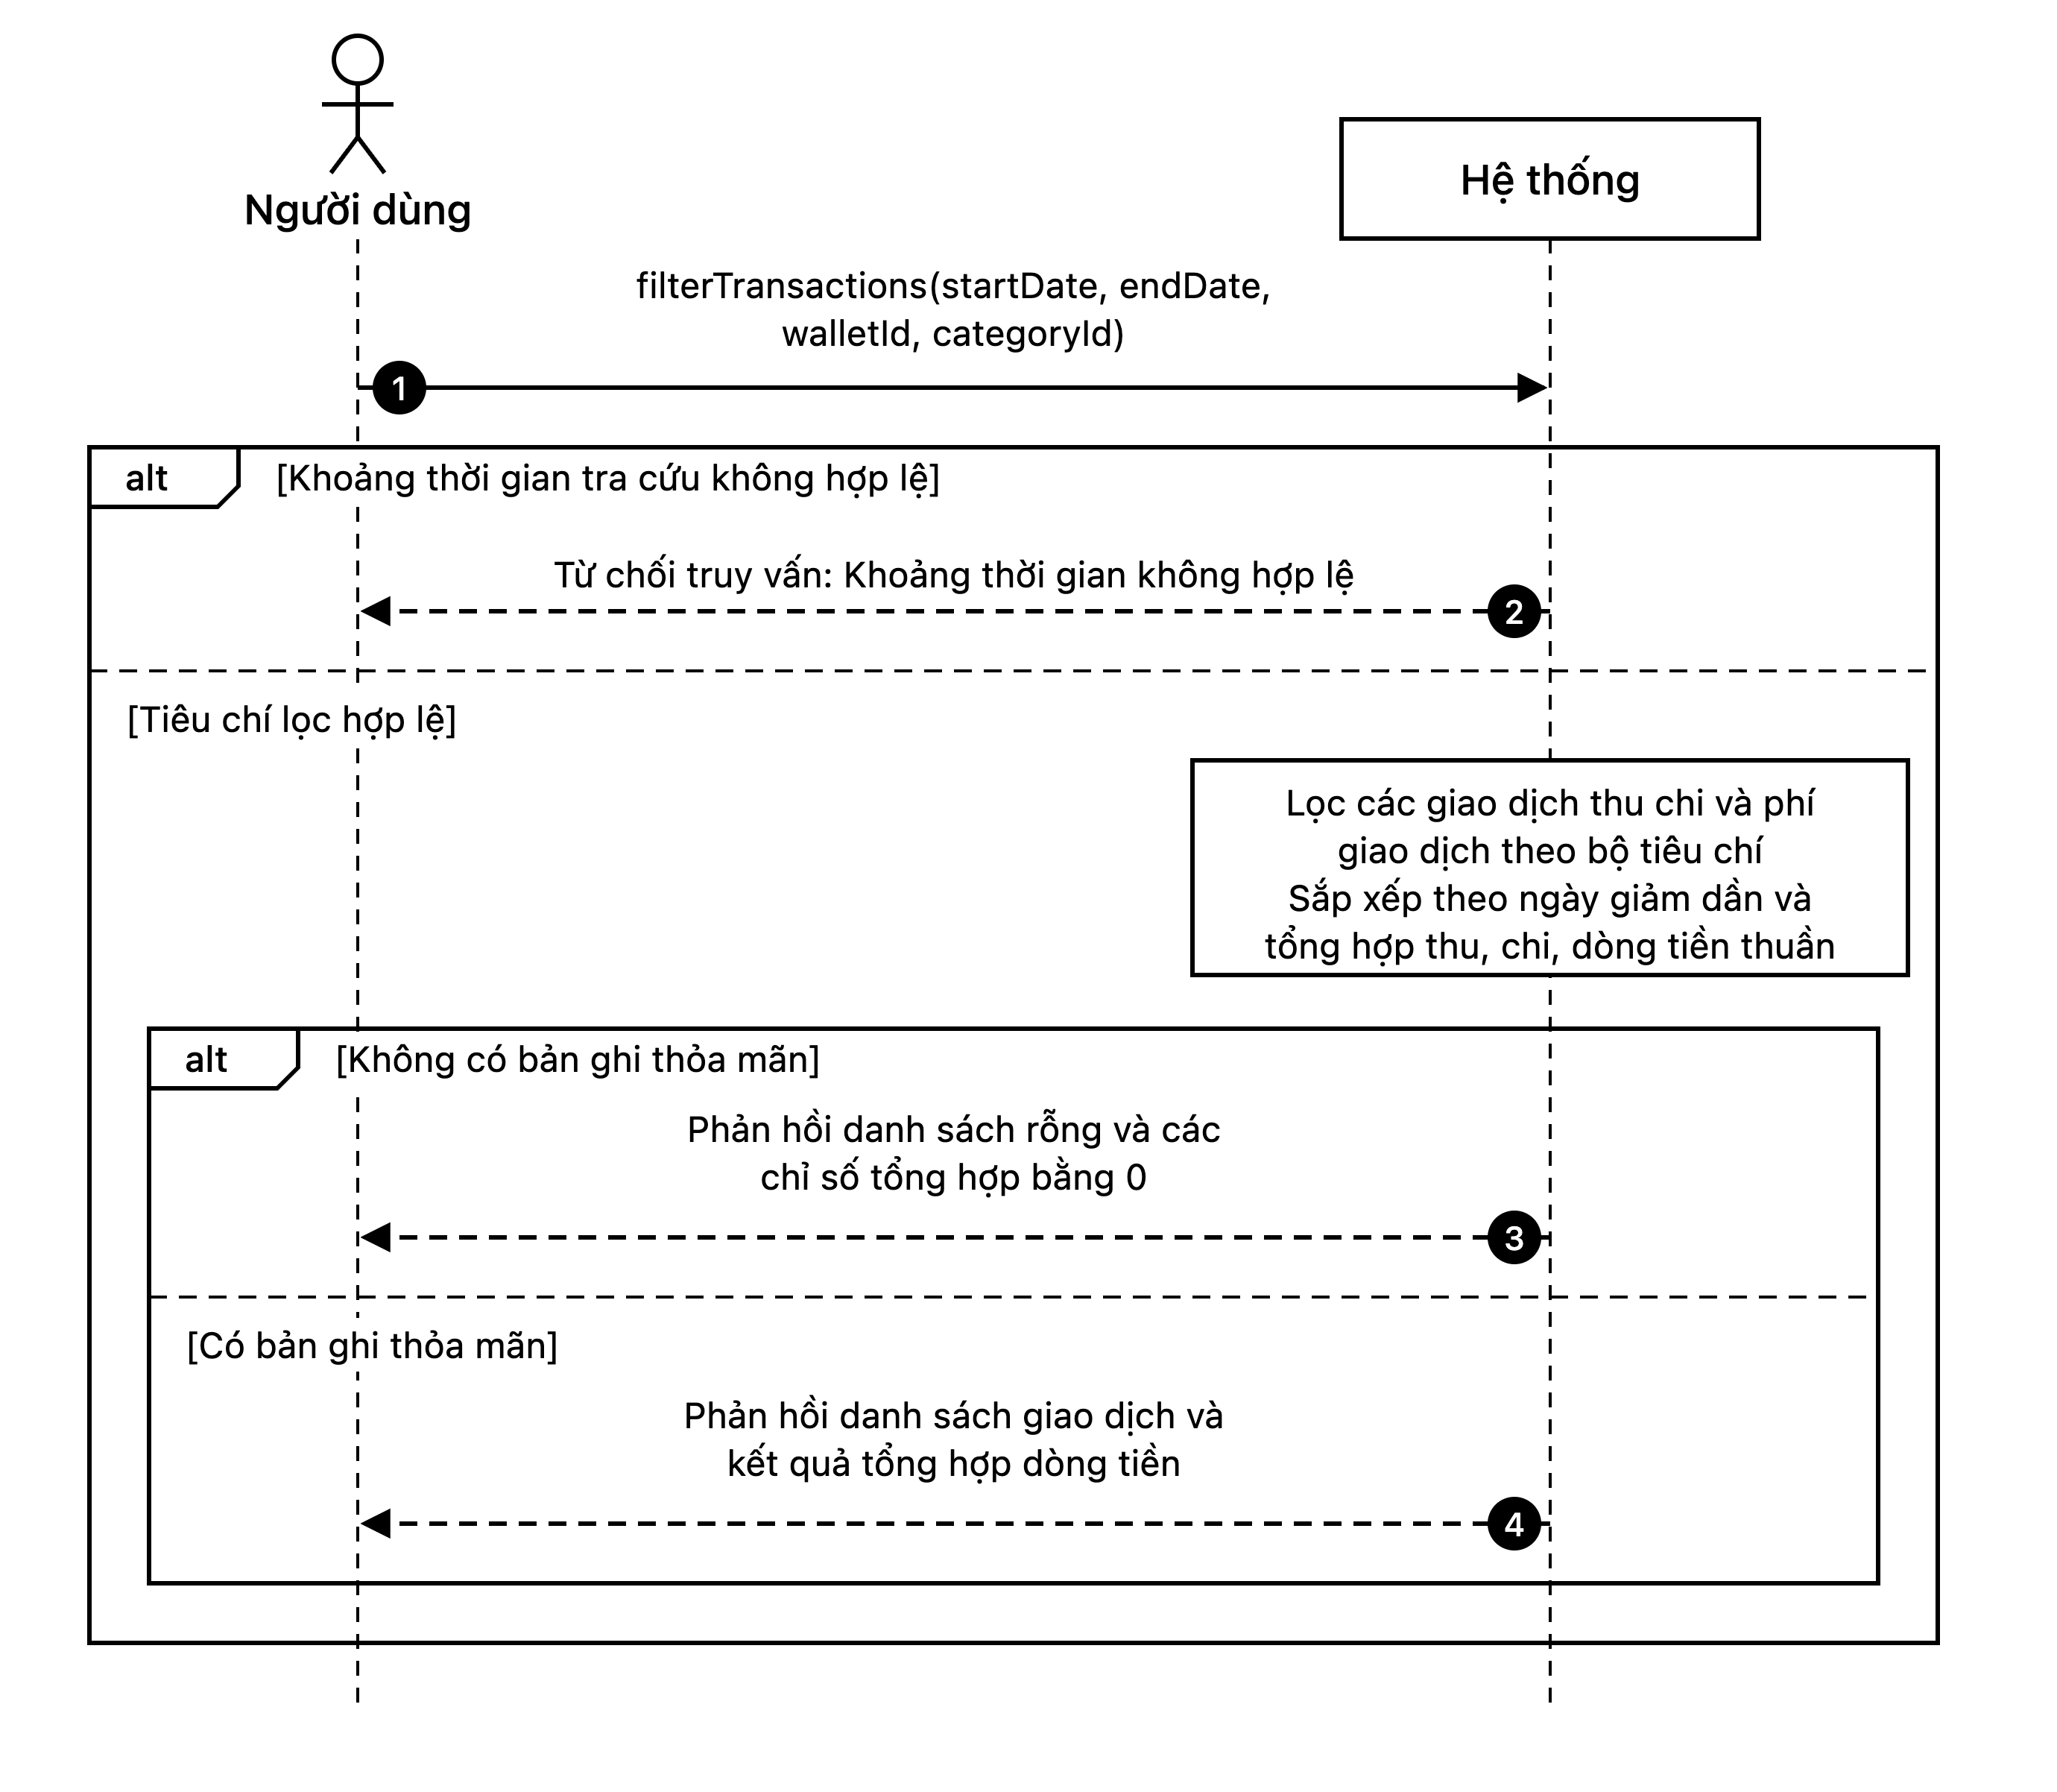 Người dùng
Hệ thống
filterTransactions(startDate, endDate,
walletId, categoryId)
1
alt
[Khoảng thời gian tra cứu không hợp lệ]
Từ chối truy vấn: Khoảng thời gian không hợp lệ
2
[Tiêu chí lọc hợp lệ]
Lọc các giao dịch thu chi và phí
giao dịch theo bộ tiêu chí
Sắp xếp theo ngày giảm dần và
tổng hợp thu, chi, dòng tiền thuần
alt
[Không có bản ghi thỏa mãn]
Phản hồi danh sách rỗng và các
chỉ số tổng hợp bằng 0
3
[Có bản ghi thỏa mãn]
Phản hồi danh sách giao dịch và
kết quả tổng hợp dòng tiền
4